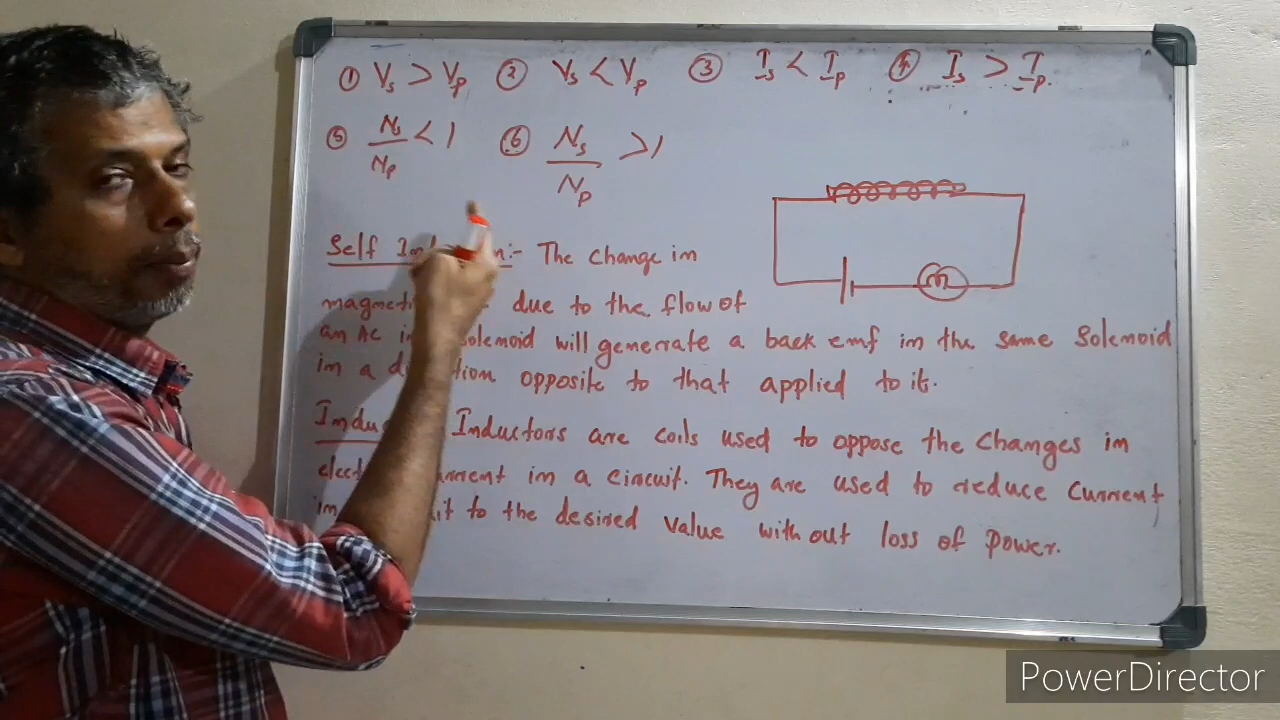 ① Vs > Vp ② Vs < Vp ③ Is < Ip ④ Is > Ip.
⑤ Ns/Np < 1 ⑥ Ns/Np > 1
Self :- The change in
due to the flow of
an AC in solenoid will generate a back emf in the same solenoid
in a opposite to that applied to it.
Inductors are coils used to oppose the changes in
current in a circuit. They are used to reduce current
to the desired value without loss of power.
PowerDirector